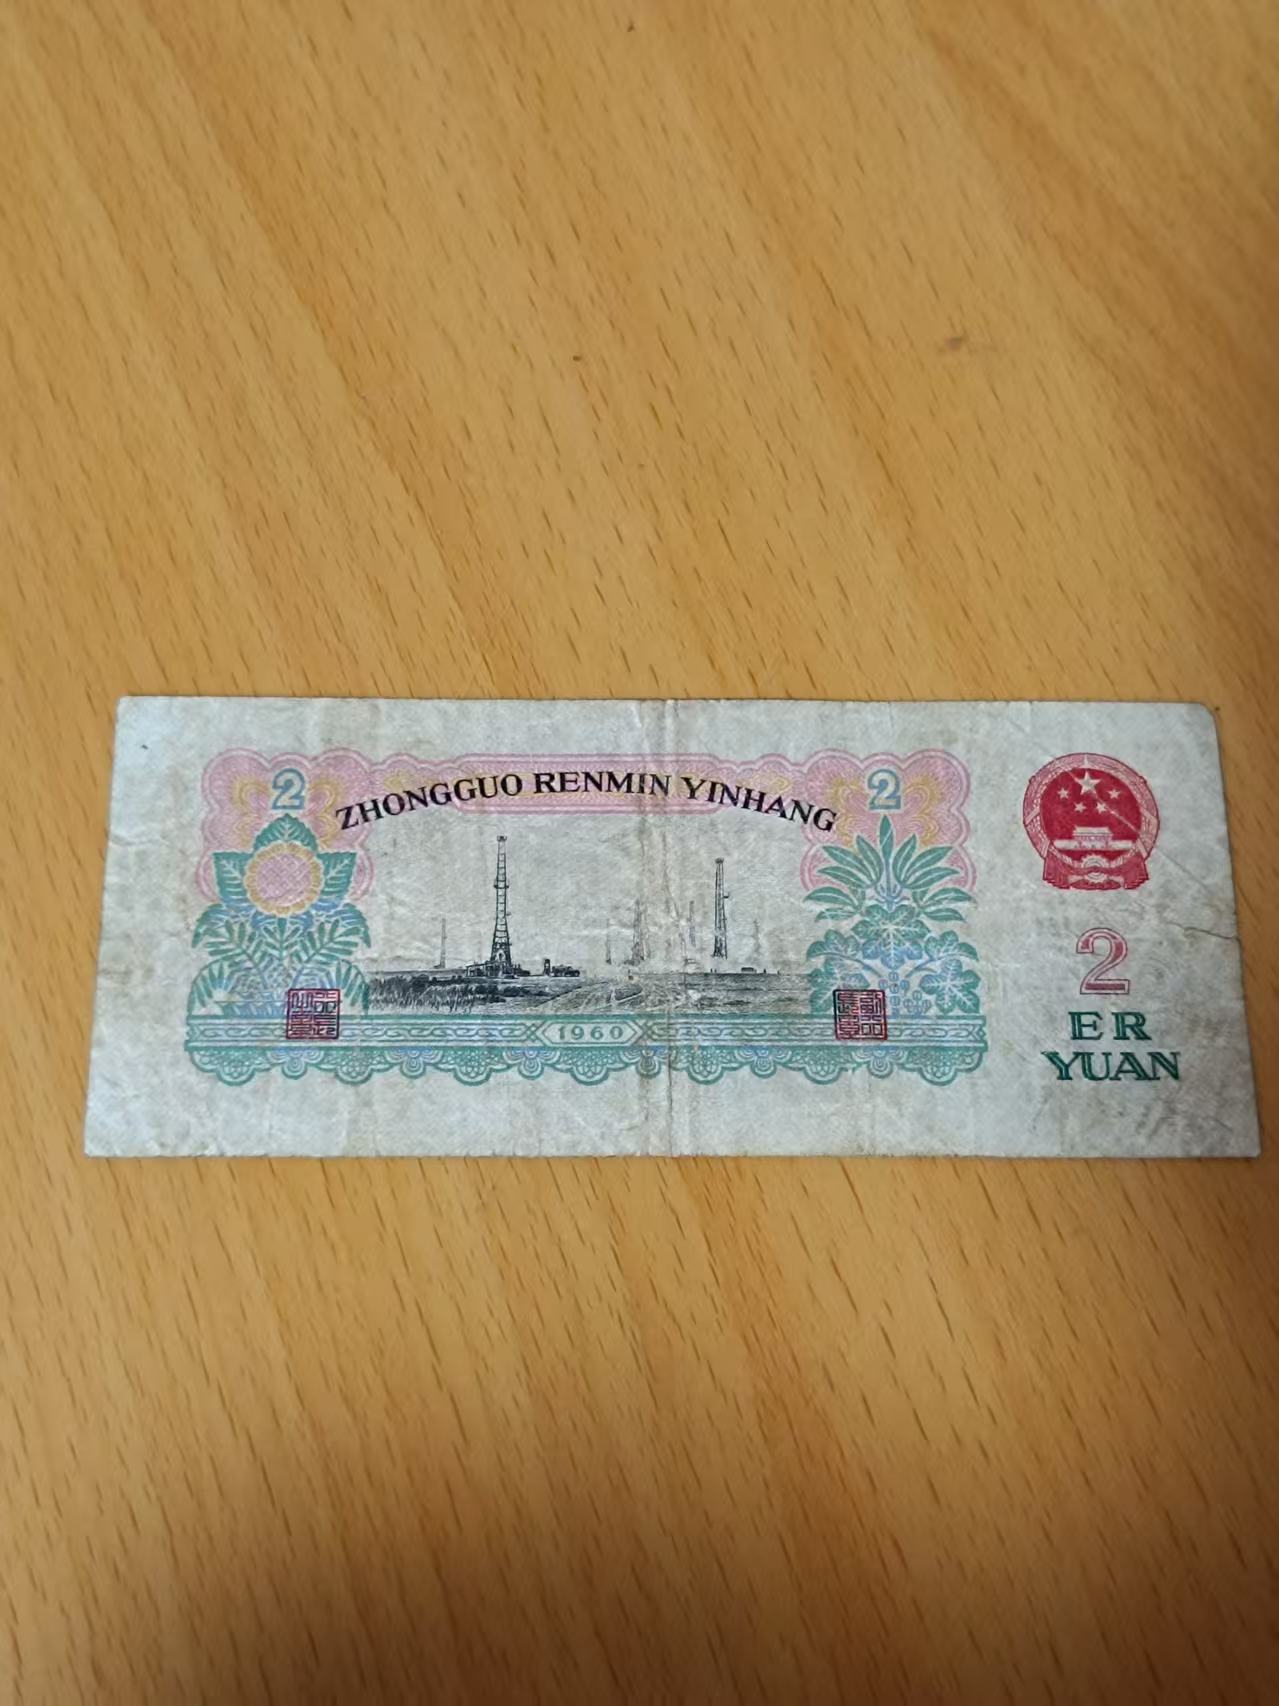 2 2
ZHONGGUO RENMIN YINHANG
1960
2
ER
YUAN